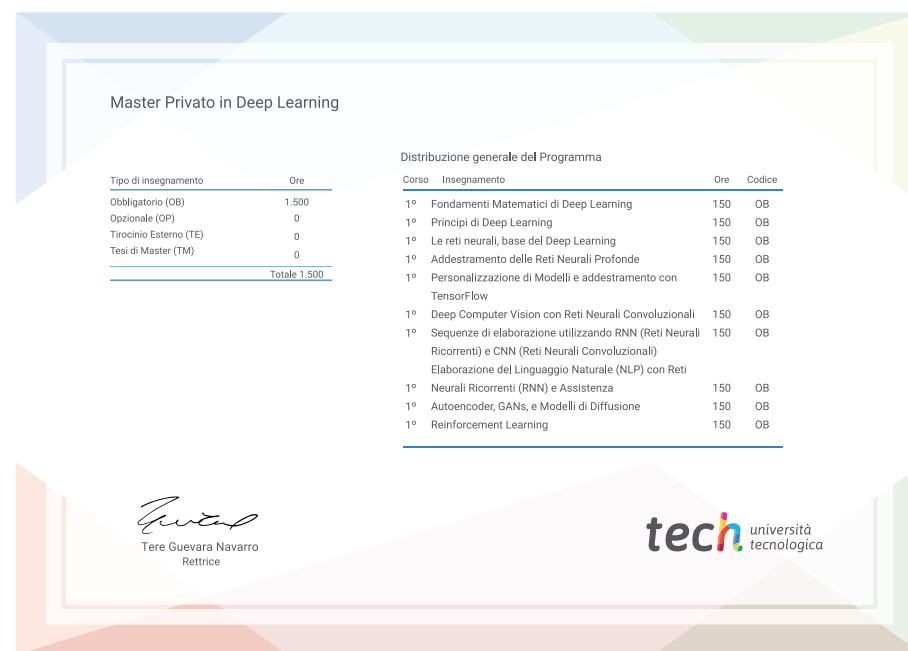 Master Privato in Deep Learning
Tipo di insegnamento Ore
Obbligatorio (OB) 1.500
Opzionale (OP) 0
Tirocinio Esterno (TE) 0
Tesi di Master (TM) 0
Totale 1.500
Distribuzione generale del Programma
Corso Insegnamento Ore Codice
1º Fondamenti Matematici di Deep Learning 150 OB
1º Principi di Deep Learning 150 OB
1º Le reti neurali, base del Deep Learning 150 OB
1º Addestramento delle Reti Neurali Profonde 150 OB
1º Personalizzazione di Modelli e addestramento con 150 OB
TensorFlow
1º Deep Computer Vision con Reti Neurali Convoluzionali 150 OB
1º Sequenze di elaborazione utilizzando RNN (Reti Neurali 150 OB
Ricorrenti) e CNN (Reti Neurali Convoluzionali)
Elaborazione del Linguaggio Naturale (NLP) con Reti
1º Neurali Ricorrenti (RNN) e Assistenza 150 OB
1º Autoencoder, GANs, e Modelli di Diffusione 150 OB
1º Reinforcement Learning 150 OB
Tere Guevara Navarro
Rettrice
tech università
tecnologica